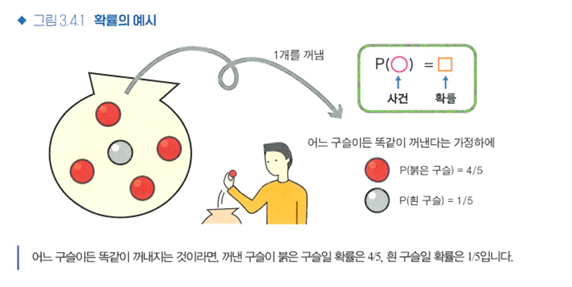 ◆ 그림 3.4.1 확률의 예시
1개를 꺼냄
P(○) = □
사건 확률
어느 구슬이든 똑같이 꺼낸다는 가정하에
P(붉은 구슬) = 4/5
P(흰 구슬) = 1/5
어느 구슬이든 똑같이 꺼내지는 것이라면, 꺼낸 구슬이 붉은 구슬일 확률은 4/5, 흰 구슬일 확률은 1/5입니다.